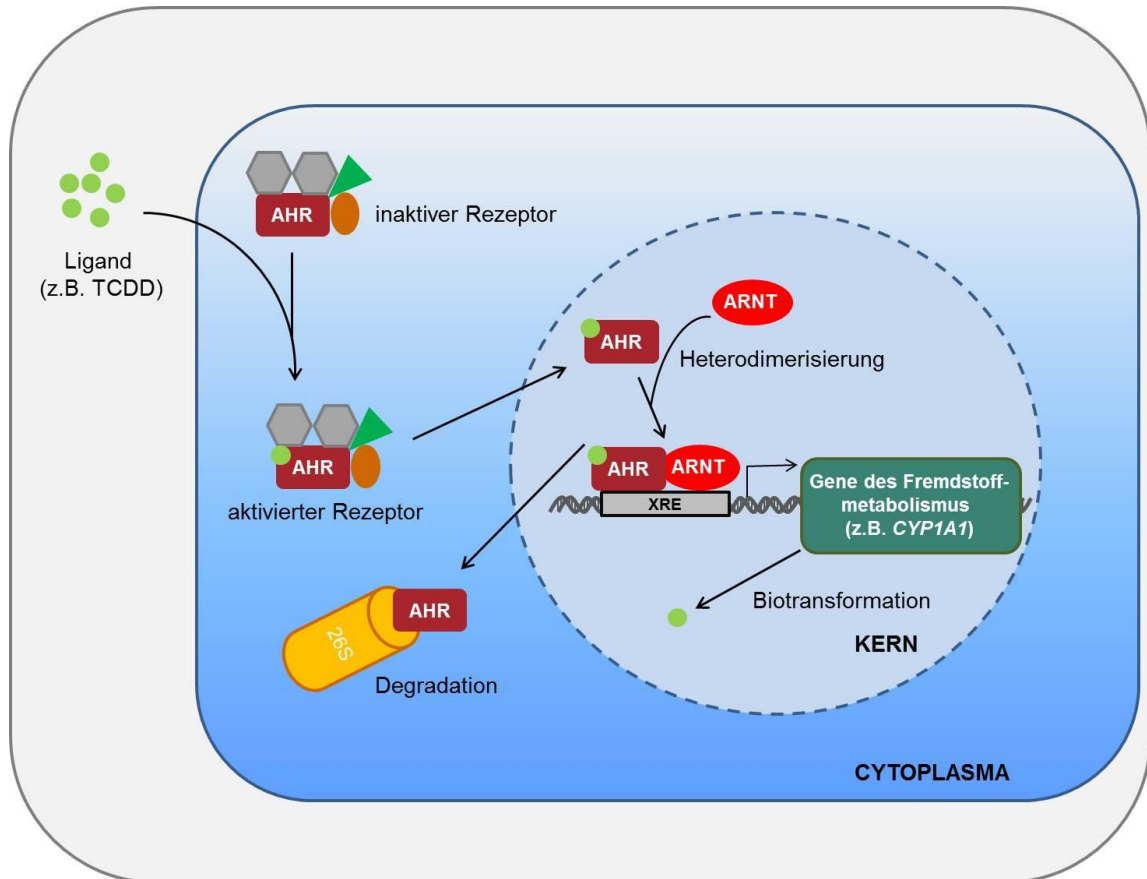 AHR
inaktiver Rezeptor
Ligand
(z.B. TCDD)
ARNT
AHR
Heterodimerisierung
AHR
aktivierter Rezeptor
AHR
ARNT
XRE
Gene des Fremdstoff-
metabolismus
(z.B. CYP1A1)
AHR
26S
Degradation
Biotransformation
KERN
CYTOPLASMA